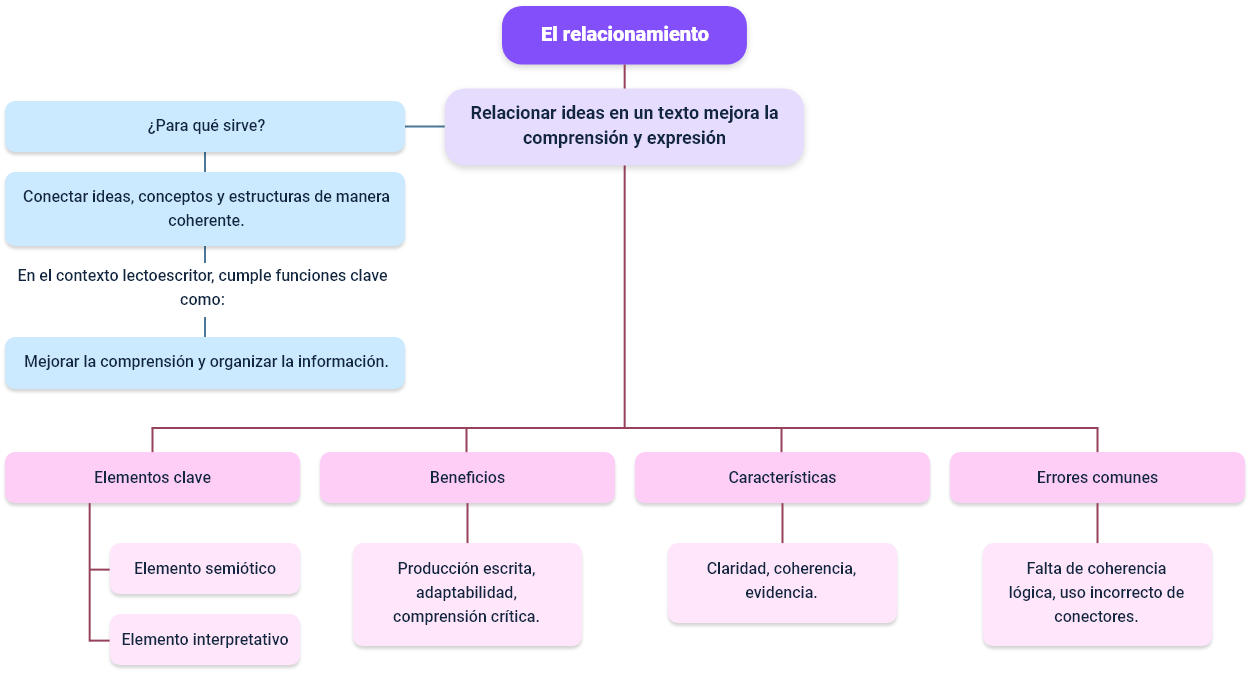 El relacionamiento
Relacionar ideas en un texto mejora la
comprensión y expresión
¿Para qué sirve?
Conectar ideas, conceptos y estructuras de manera
coherente.
En el contexto lectoescritor, cumple funciones clave
como:
Mejorar la comprensión y organizar la información.
Elementos clave
Elemento semiótico
Elemento interpretativo
Beneficios
Producción escrita,
adaptabilidad,
comprensión crítica.
Características
Claridad, coherencia,
evidencia.
Errores comunes
Falta de coherencia
lógica, uso incorrecto de
conectores.